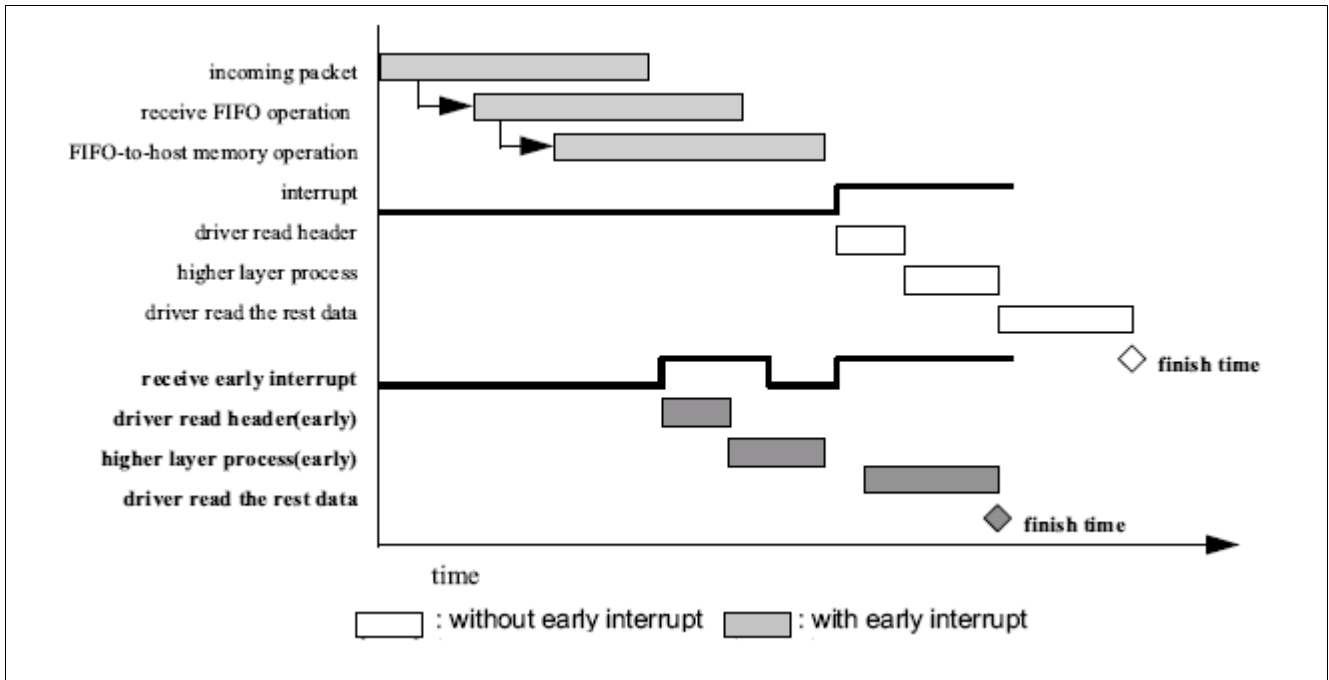 incoming packet
receive FIFO operation
FIFO-to-host memory operation
interrupt
driver read header
higher layer process
driver read the rest data
finish time
receive early interrupt
driver read header(early)
higher layer process(early)
driver read the rest data
finish time
time
: without early interrupt
: with early interrupt